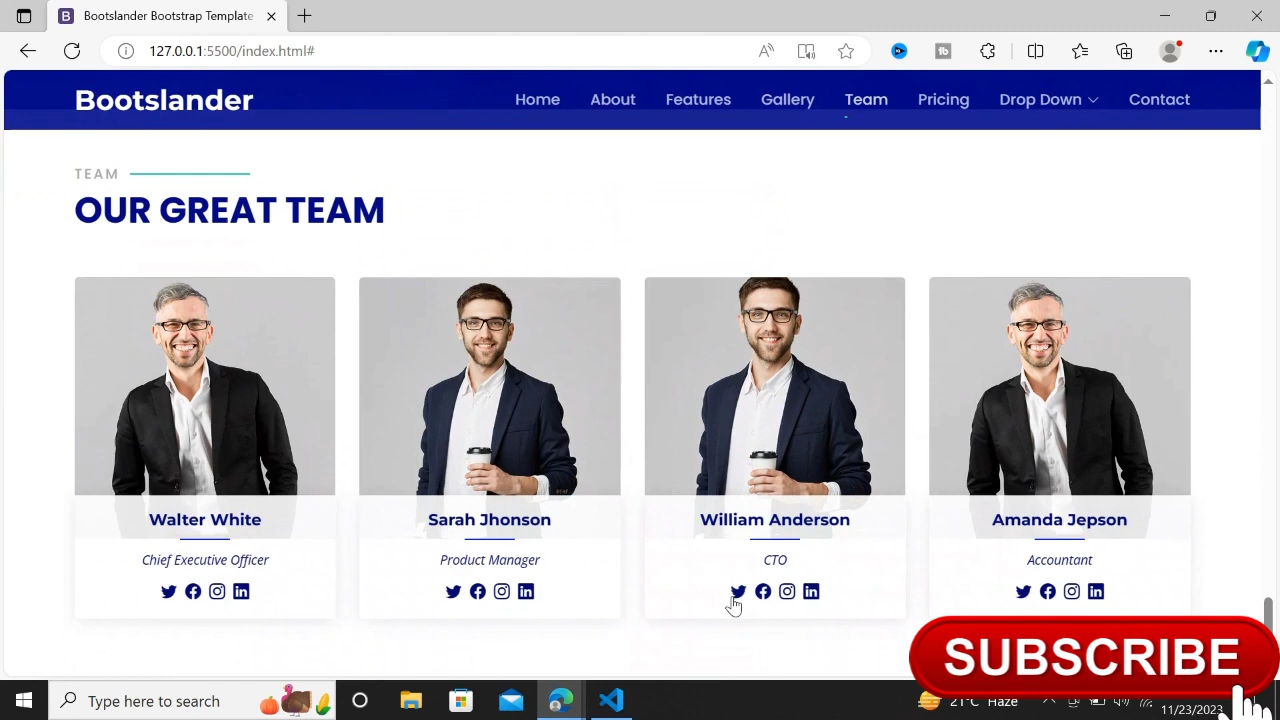 Bootslander Bootstrap Template
127.0.0.1:5500/index.html#
Bootslander
Home About Features Gallery Team Pricing Drop Down Contact
TEAM
OUR GREAT TEAM
Walter White
Chief Executive Officer
Sarah Jhonson
Product Manager
William Anderson
CTO
Amanda Jepson
Accountant
SUBSCRIBE
Type here to search
21°C Haze
11/23/2023